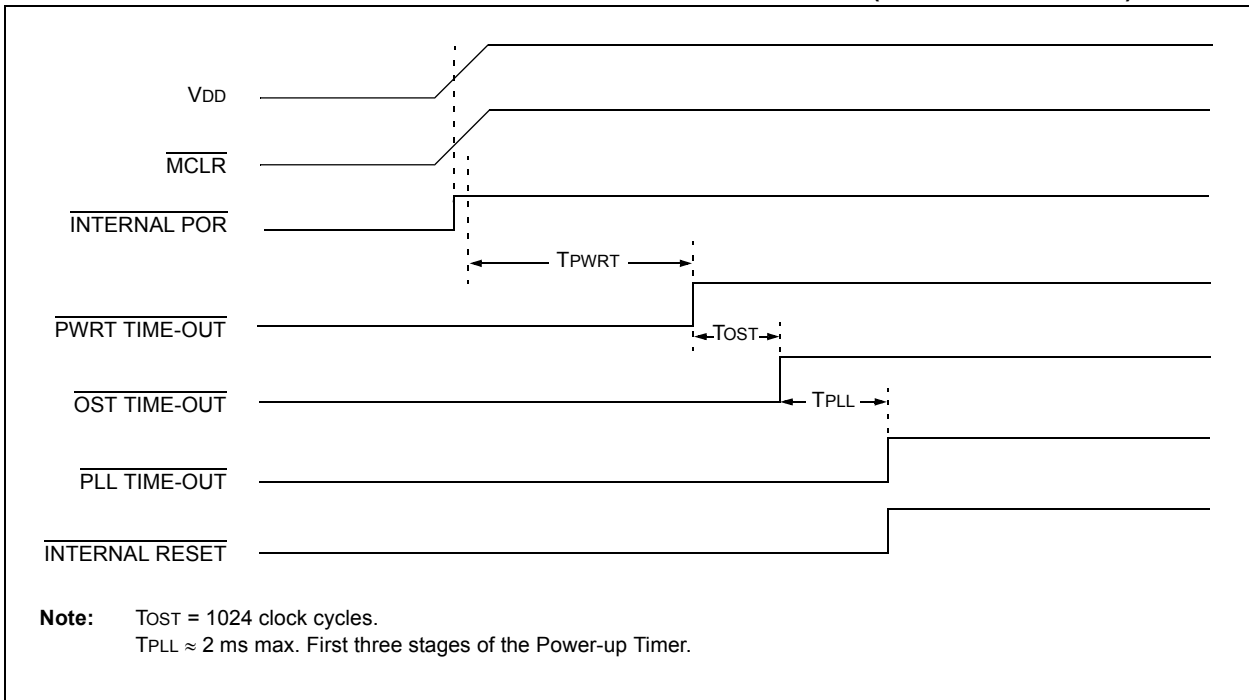 VDD
MCLR
INTERNAL POR
TPWRT
PWRT TIME-OUT
TOST
OST TIME-OUT
TPLL
PLL TIME-OUT
INTERNAL RESET
Note: TOST = 1024 clock cycles.
TPLL ≈ 2 ms max. First three stages of the Power-up Timer.